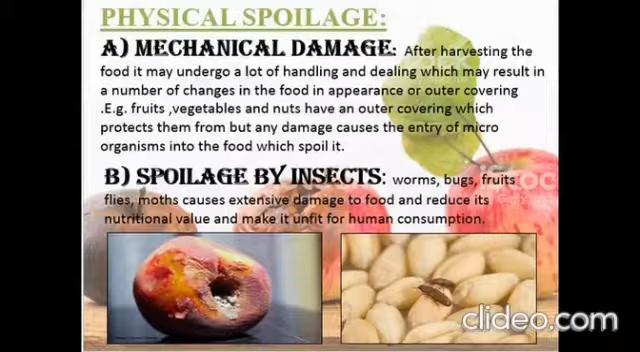 PHYSICAL SPOILAGE:
A) MECHANICAL DAMAGE: After harvesting the
food it may undergo a lot of handling and dealing which may result in
a number of changes in the food in appearance or outer covering
.E.g. fruits ,vegetables and nuts have an outer covering which
protects them from but any damage causes the entry of micro
organisms into the food which spoil it.
B) SPOILAGE BY INSECTS: worms, bugs, fruits
flies, moths causes extensive damage to food and reduce its
nutritional value and make it unfit for human consumption.
clideo.com